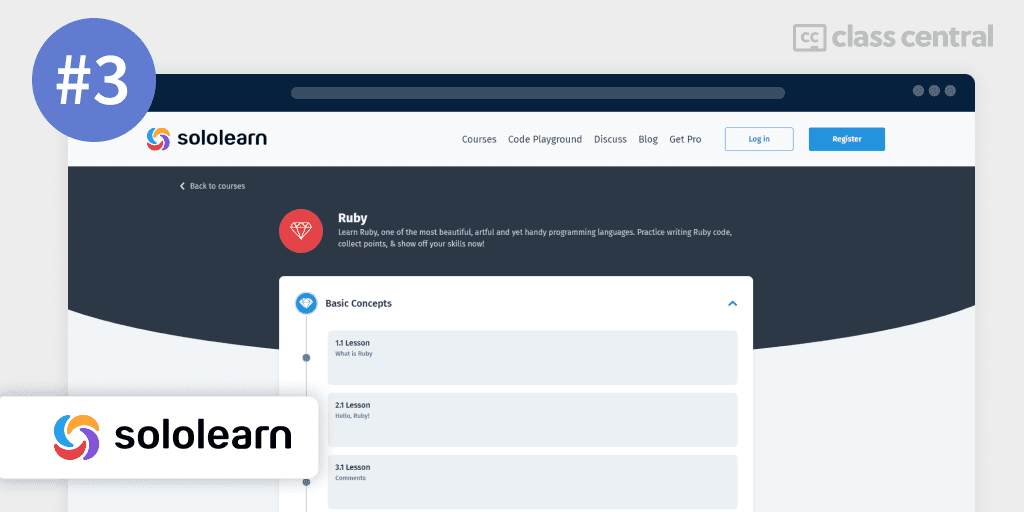 #3
cc class central
sololearn
Courses Code Playground Discuss Blog Get Pro Log in Register
Back to courses
Ruby
Learn Ruby, one of the most beautiful, artful and yet handy programming languages. Practice writing Ruby code,
collect points, & show off your skills now!
Basic Concepts
1.1 Lesson
What is Ruby
2.1 Lesson
Hello, Ruby!
3.1 Lesson
Comments
sololearn